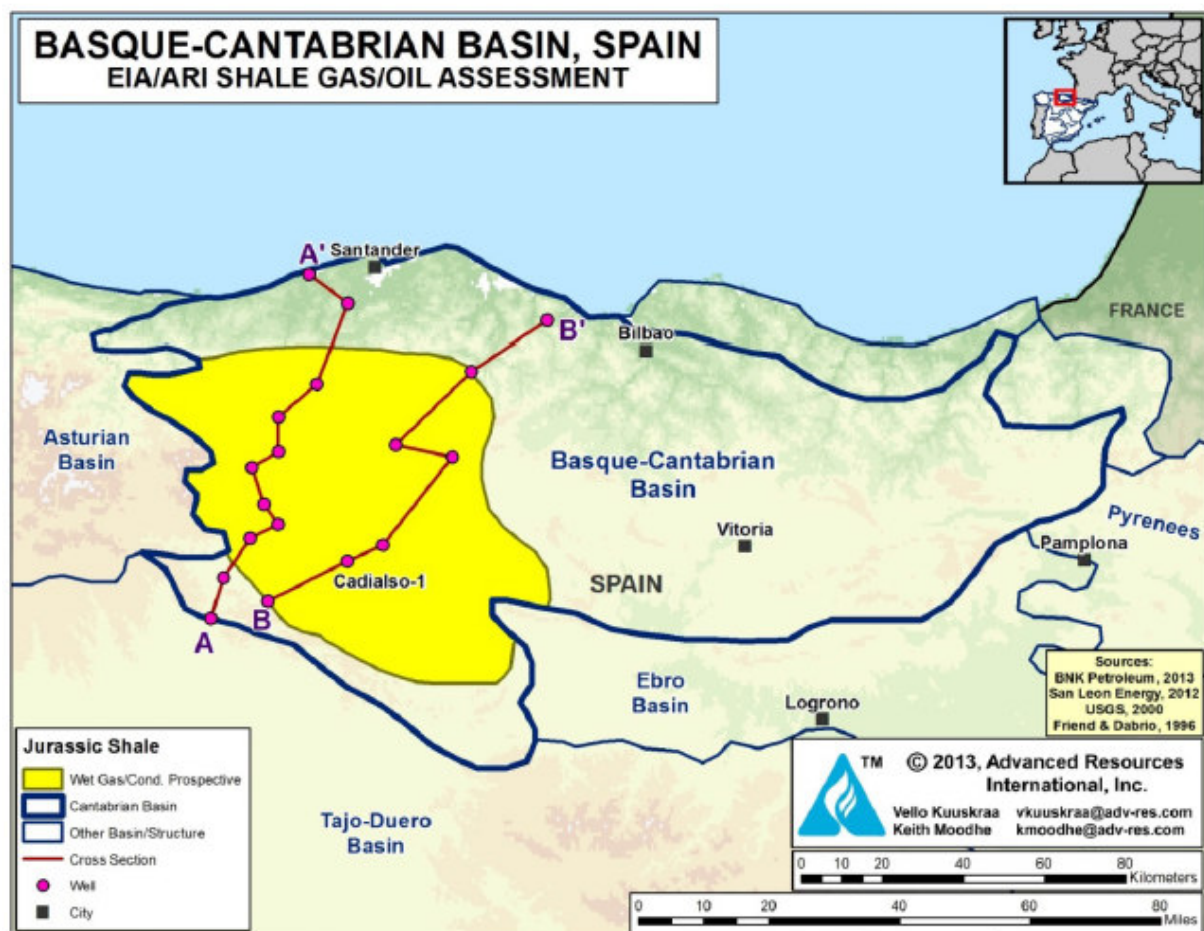 BASQUE-CANTABRIAN BASIN, SPAIN
EIA/ARI SHALE GAS/OIL ASSESSMENT
A'
Santander
B'
Bilbao
FRANCE
Asturian
Basin
Basque-Cantabrian
Basin
Vitoria
Pyrenees
Pamplona
Cadialso-1
SPAIN
A
B
Ebro
Basin
Logrono
Tajo-Duero
Basin
Sources:
BNK Petroleum, 2013
San Leon Energy, 2012
USGS, 2000
Friend & Dabrio, 1996
Jurassic Shale
Wet Gas/Cond. Prospective
Cantabrian Basin
Other Basin/Structure
Cross Section
Well
City
TM
© 2013, Advanced Resources
International, Inc.
Vello Kuuskraa vkuuskraa@adv-res.com
Keith Moodhe kmoodhe@adv-res.com
0 10 20 40 60 80
Kilometers
0 10 20 40 60 80
Miles